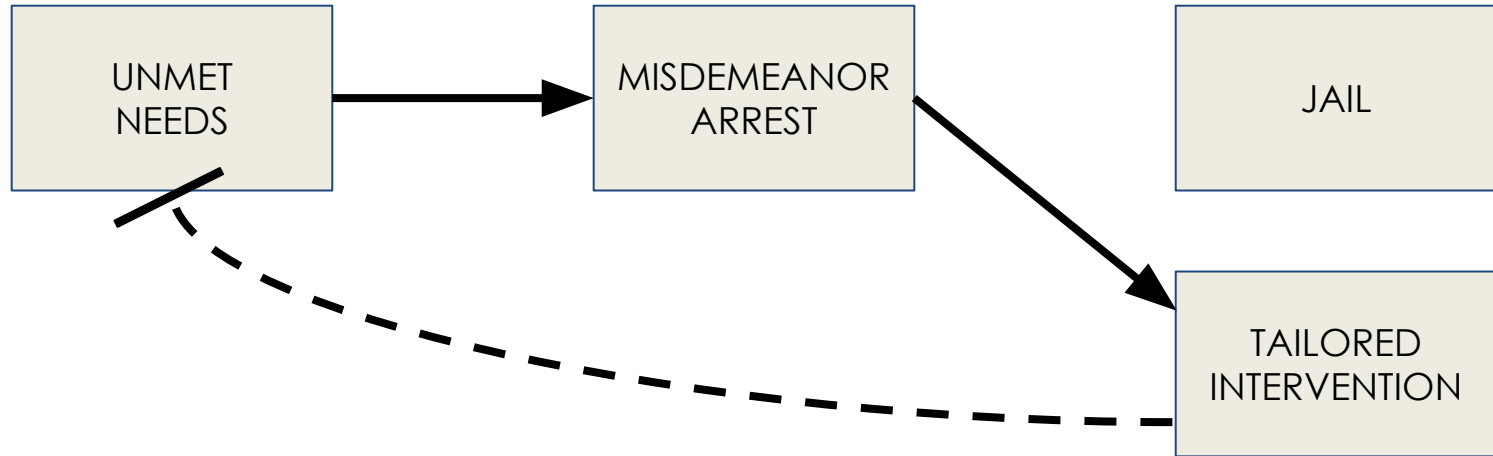 UNMET
NEEDS
MISDEMEANOR
ARREST
JAIL
TAILORED
INTERVENTION